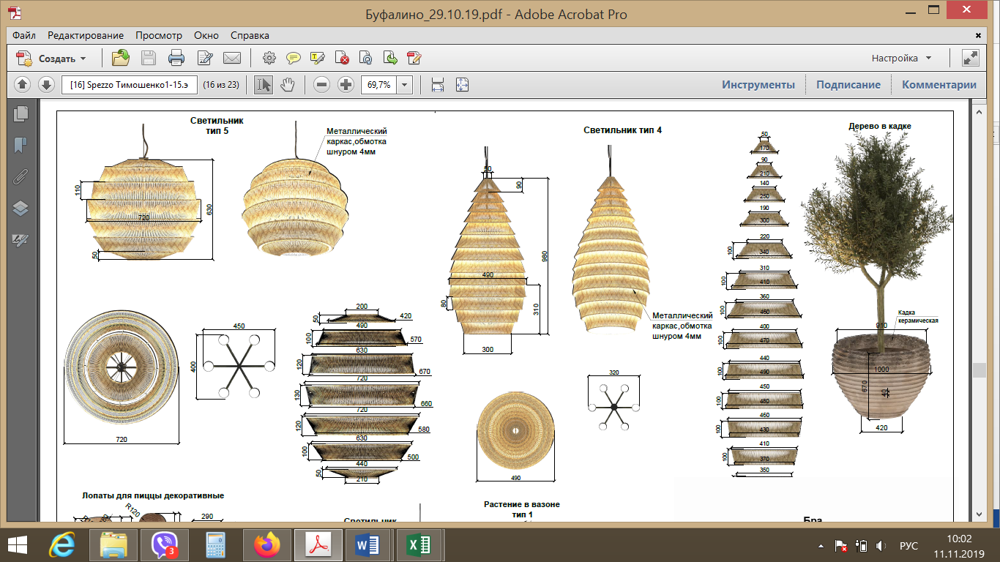 Буфалино_29.10.19.pdf - Adobe Acrobat Pro
Файл Редактирование Просмотр Окно Справка
Создать
Настройка
[16] Spezzo Тимошенко1-15.э
(16 из 23)
69,7%
Инструменты
Подписание
Комментарии
Светильник
тип 5
Металлический
каркас,обмотка
шнуром 4мм
110
720
630
50
720
450
400
200
50
420
490
100
570
630
120
670
720
130
660
720
120
580
630
100
500
440
50
210
Светильник тип 4
50
90
980
490
80
310
300
Металлический
каркас,обмотка
шнуром 4мм
320
490
50
170
90
210
140
250
190
300
220
100
340
310
100
410
360
100
460
400
100
470
440
100
490
450
100
480
460
100
430
410
100
370
350
Дерево в кадке
Кадка
керамическая
910
1000
670
40
420
Лопаты для пиццы декоративные
R120
290
Светильник
Растение в вазоне
тип 1
Бра
3
РУС
10:02
11.11.2019